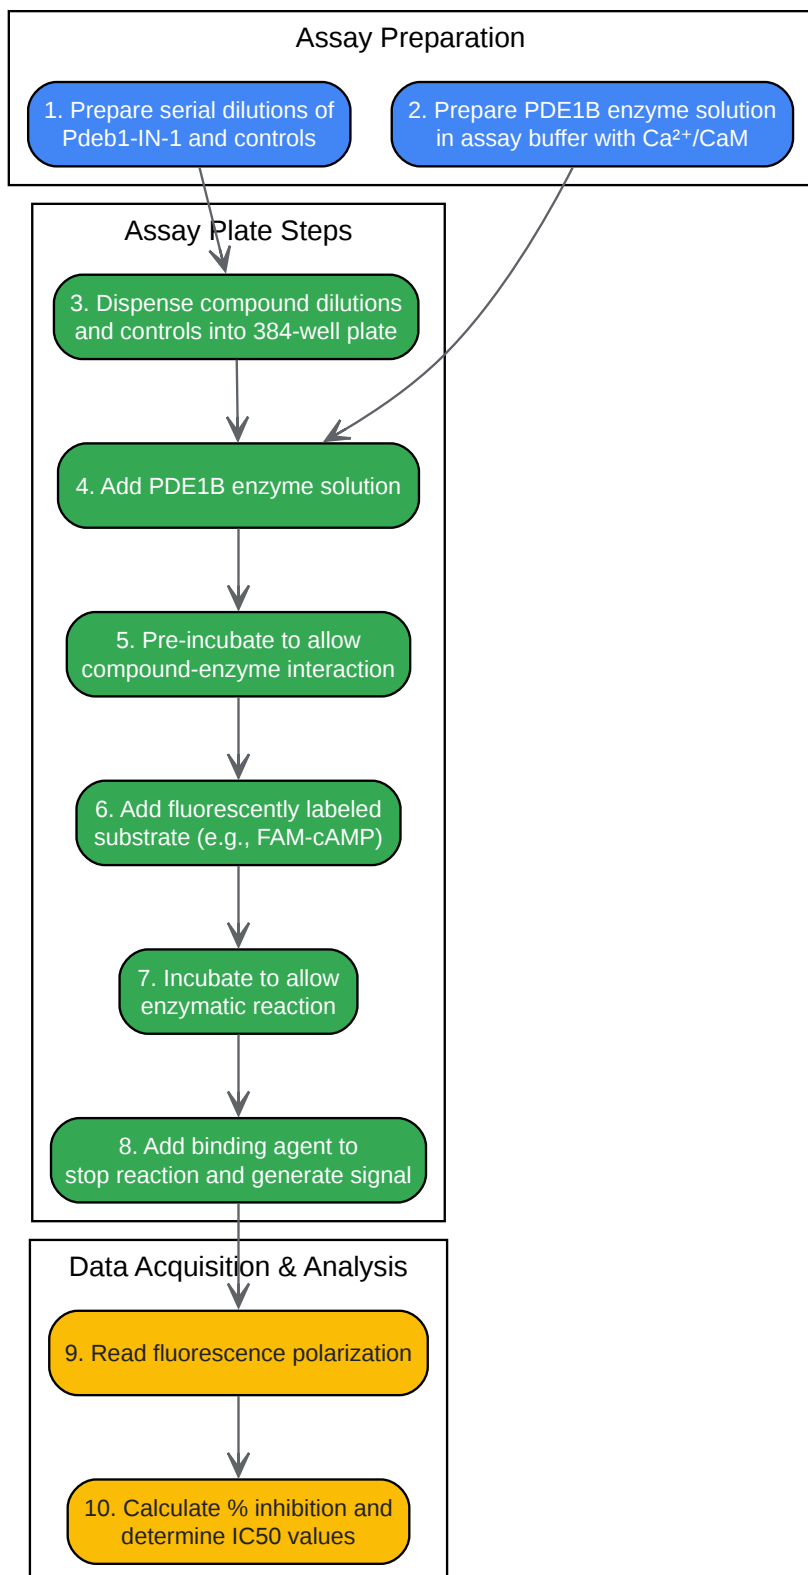 Assay Preparation
1. Prepare serial dilutions of
Pdeb1-IN-1 and controls
2. Prepare PDE1B enzyme solution
in assay buffer with Ca²⁺/CaM
Assay Plate Steps
3. Dispense compound dilutions
and controls into 384-well plate
4. Add PDE1B enzyme solution
5. Pre-incubate to allow
compound-enzyme interaction
6. Add fluorescently labeled
substrate (e.g., FAM-cAMP)
7. Incubate to allow
enzymatic reaction
8. Add binding agent to
stop reaction and generate signal
Data Acquisition & Analysis
9. Read fluorescence polarization
10. Calculate % inhibition and
determine IC50 values